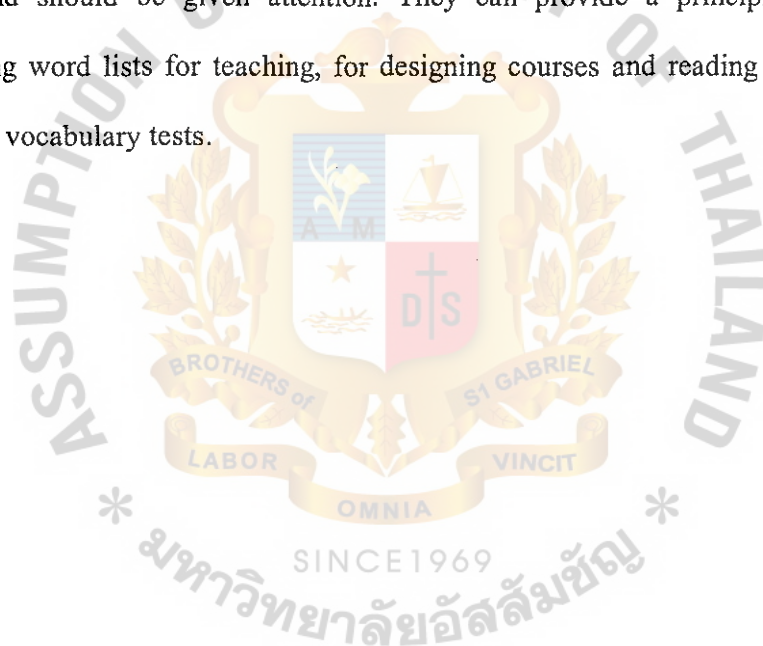 should be given attention. They can provide a princip
g word lists for teaching, for designing courses and reading
vocabulary tests.
ASSUMPTION
THAILAND
A M
D S
BROTHERS of
S1 GABRIEL
LABOR
VINCIT
OMNIA
SINCE1969
มหาวิทยาลัยอัสสัมชัญ